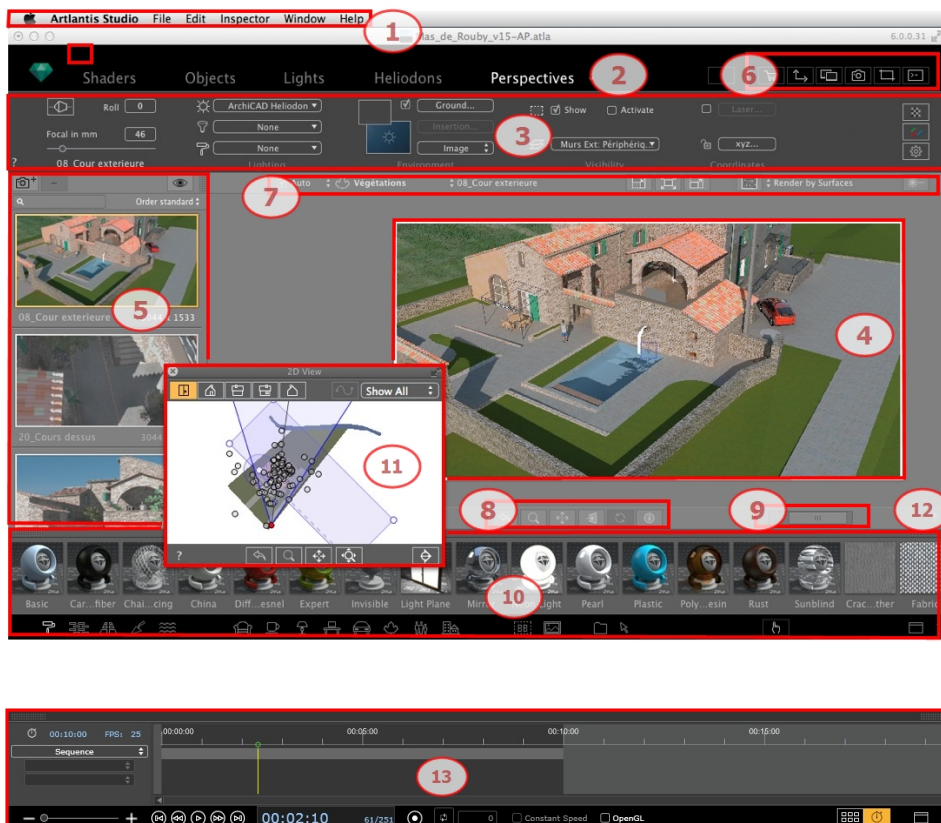 Artlantis Studio File Edit Inspector Window Help
1
Mas_de_Rouby_v15-AP.atla
6.0.0.31
Shaders Objects Lights Heliodons Perspectives
2
6
Roll 0
ArchiCAD Heliodon
Ground...
Show
Activate
Laser...
None
Insertion...
3
Focal in mm 46
None
Image
Murs Ext: Périphériq.
xyz...
? 08 Cour exterieure
Lighting
Environment
Visibility
Coordinates
7
Auto
Végétations
08_Cour exterieure
Render by Surfaces
Order standard
5
08_Cour exterieure
1533
4
2D View
Show All
20_Cours dessus
3044
11
8
9
12
?
10
Basic Car...fiber Chai...cing China Diff...esnel Expert Invisible Light Plane Pearl Plastic Poly...esin Rust Sunblind Crac...ther Fabric
00:10:00 FPS: 25
00:00:00 00:05:00 00:10:00 00:15:00
Sequence
13
00:02:10 61/251
0
Constant Speed
OpenGL